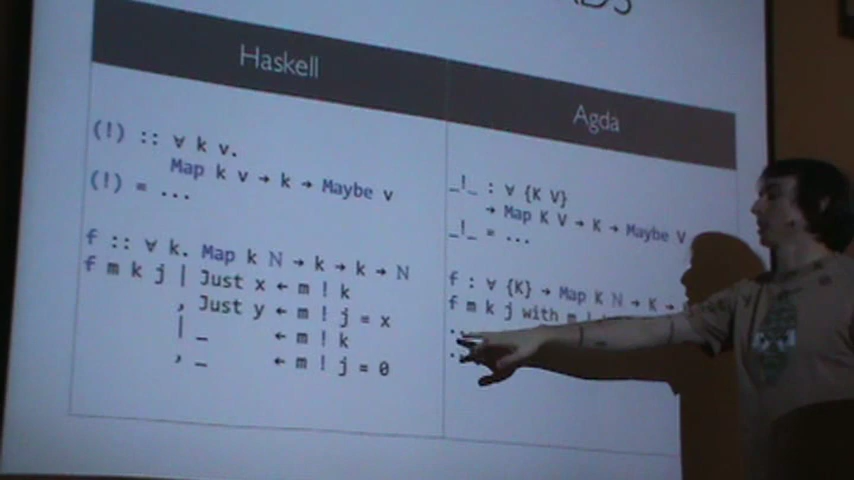 Haskell
(!) :: ∀ k v.
Map k v → k → Maybe v
(!) = ...
f :: ∀ k. Map k N → k → k → N
f m k j | Just x ← m ! k
, Just y ← m ! j = x
| _ ← m ! k
, _ ← m ! j = 0
Agda
_!_ : ∀ {K V}
→ Map K V → K → Maybe V
_!_ = ...
f : ∀ {K} → Map K N → K →
f m k j with m !